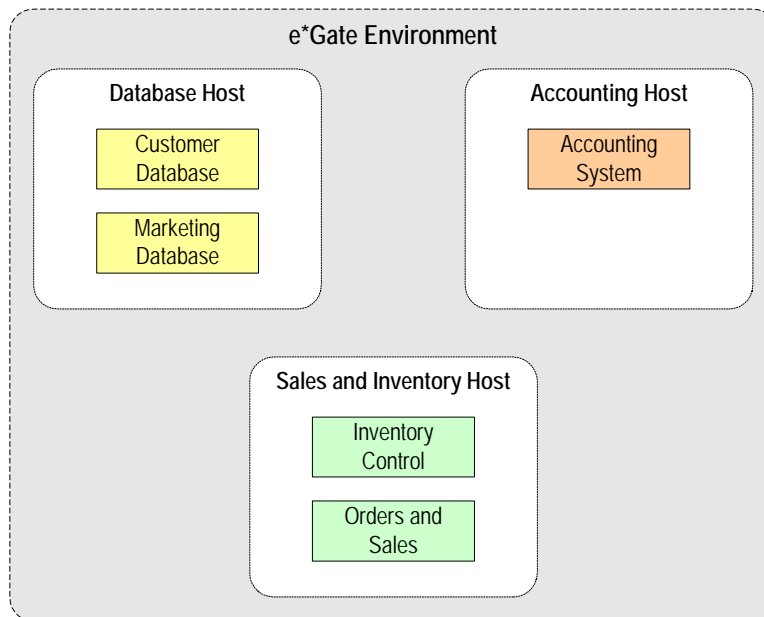 e*Gate Environment
Database Host
Customer
Database
Marketing
Database
Accounting Host
Accounting
System
Sales and Inventory Host
Inventory
Control
Orders and
Sales